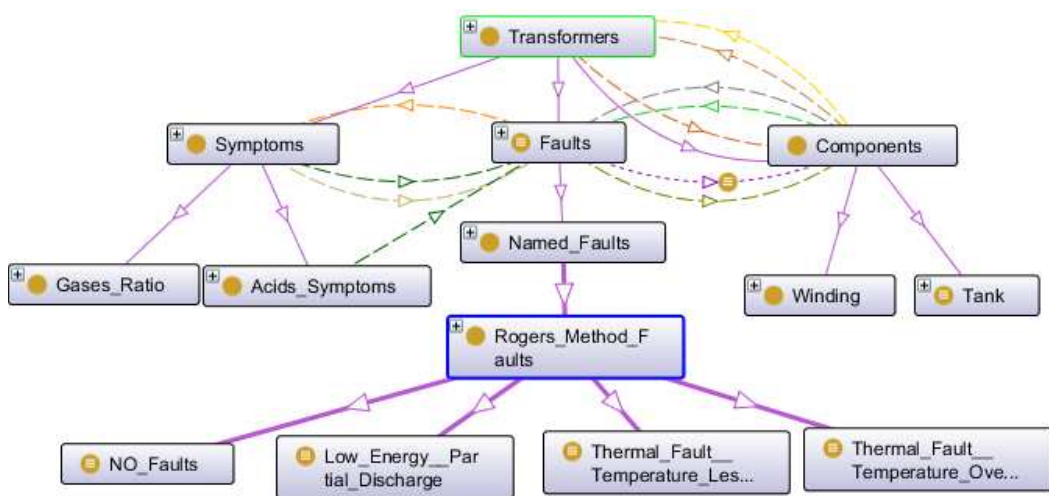 Transformers
Symptoms
Faults
Components
Named_Faults
Gases_Ratio
Acids_Symptoms
Winding
Tank
Rogers_Method_F
aults
NO_Faults
Low_Energy__Par
tial_Discharge
Thermal_Fault__
Temperature_Les...
Thermal_Fault__
Temperature_Ove...